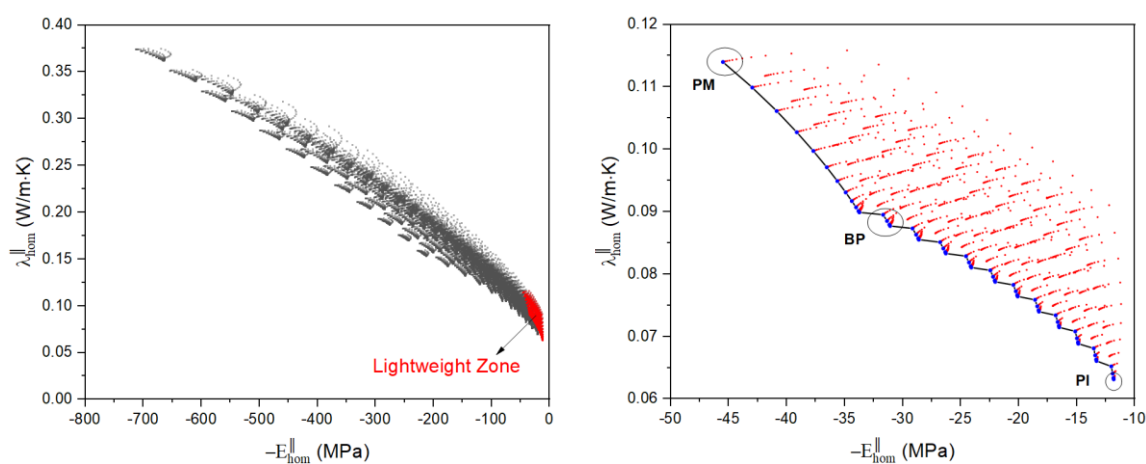 0.40
0.35
0.30
0.25
0.20
0.15
0.10
0.05
0.00
λ∥hom (W/m·K)
Lightweight Zone
-800 -700 -600 -500 -400 -300 -200 -100 0
−E∥hom (MPa)
0.12
0.11
0.10
0.09
0.08
0.07
0.06
λ∥hom (W/m·K)
PM
BP
PI
-50 -45 -40 -35 -30 -25 -20 -15 -10
−E∥hom (MPa)